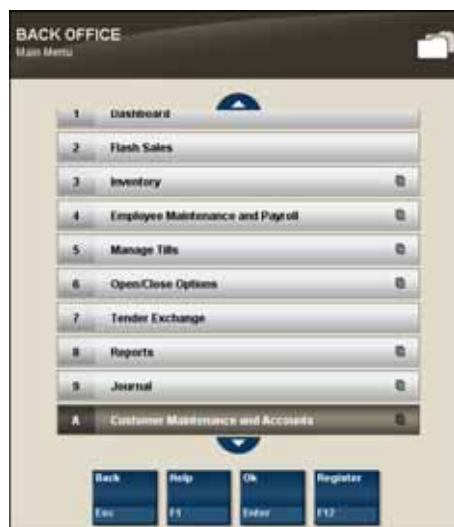 BACK OFFICE
Main Menu
1 Dashboard
2 Flash Sales
3 Inventory
4 Employee Maintenance and Payroll
5 Manage Tills
6 Open/Close Options
7 Tender Exchange
8 Reports
9 Journal
A Customer Maintenance and Accounts
Back Help Ok Register
Esc F1 Enter F12